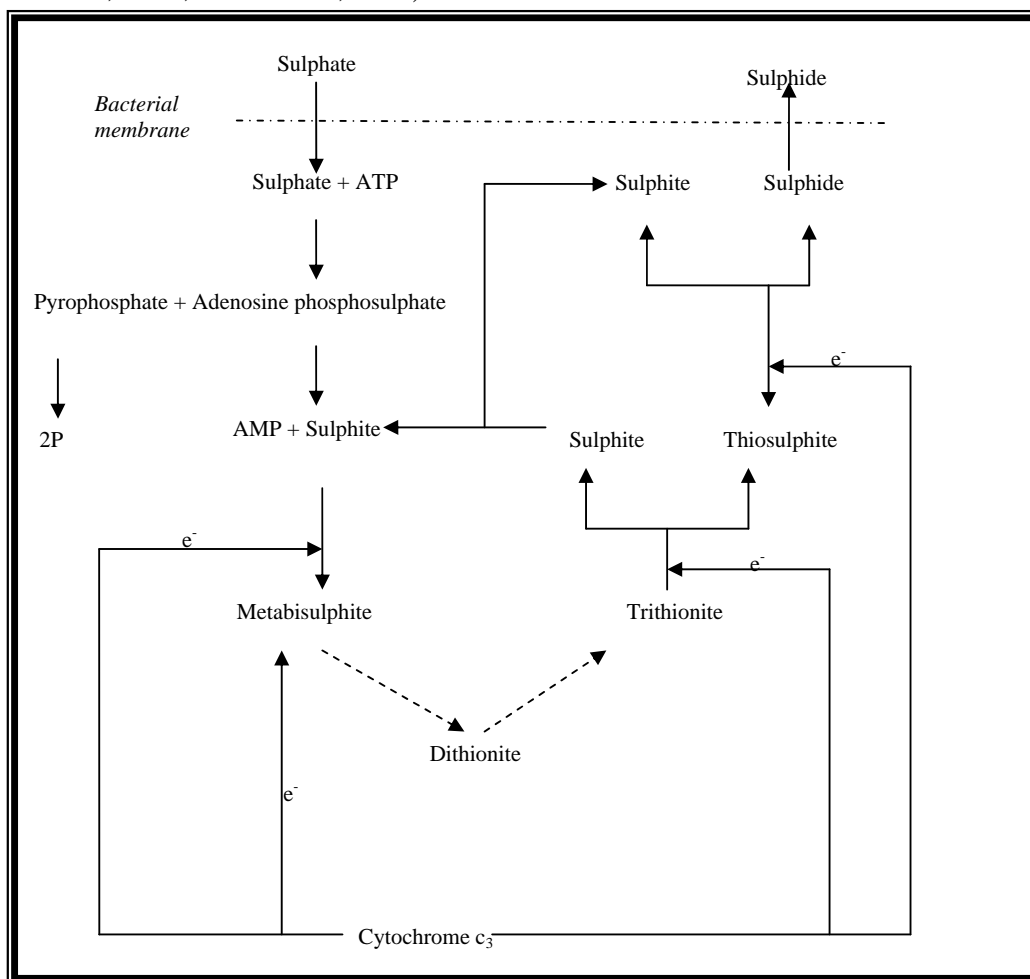 Sulphate
Sulphide
Bacterial
membrane
Sulphate + ATP
Sulphite
Sulphide
Pyrophosphate + Adenosine phosphosulphate
e-
2P
AMP + Sulphite
Sulphite
Thiosulphite
e-
e-
Metabisulphite
Trithionite
Dithionite
e-
Cytochrome c3